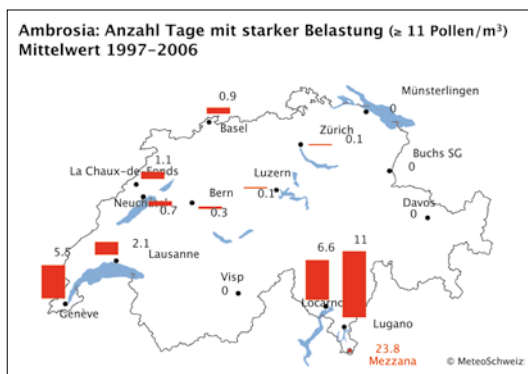 Ambrosia: Anzahl Tage mit starker Belastung (≥ 11 Pollen/m³)
Mittelwert 1997–2006
Münsterlingen
0
0.9
Basel
Zürich
0.1
1.1
La Chaux-de-Fonds
Buchs SG
0
Luzern
0.1
Neuchâtel
0.7
Bern
0.3
Davos
0
5.5
2.1
Lausanne
6.6
11
Visp
0
Genève
Locarno
Lugano
23.8
Mezzana
© MeteoSchweiz